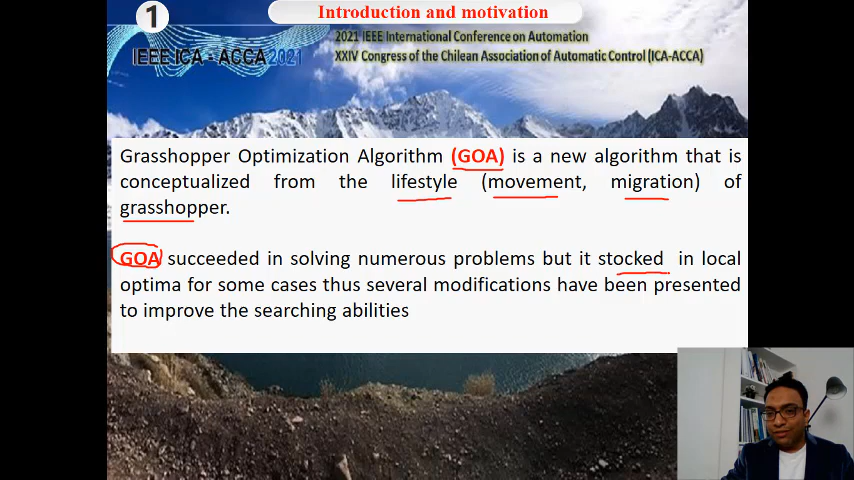 1
Introduction and motivation
IEEE ICA - ACCA 2021
2021 IEEE International Conference on Automation
XXIV Congress of the Chilean Association of Automatic Control (ICA-ACCA)
Grasshopper Optimization Algorithm (GOA) is a new algorithm that is
conceptualized from the lifestyle (movement, migration) of
grasshopper.
GOA succeeded in solving numerous problems but it stocked in local
optima for some cases thus several modifications have been presented
to improve the searching abilities